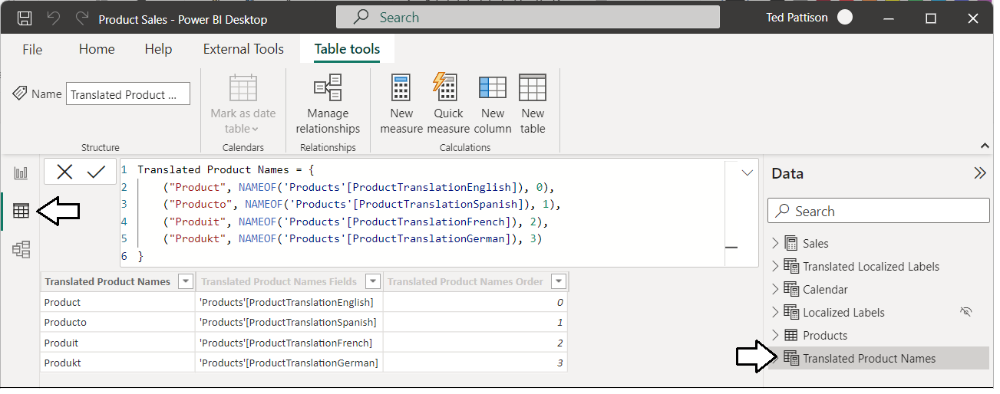 Product Sales - Power BI Desktop
Search
Ted Pattison
File Home Help External Tools Table tools
Name Translated Product ...
Mark as date table
Manage relationships
New measure
Quick measure
New column
New table
Structure
Calendars
Relationships
Calculations
1 Translated Product Names = {
2 ("Product", NAMEOF('Products'[ProductTranslationEnglish]), 0),
3 ("Producto", NAMEOF('Products'[ProductTranslationSpanish]), 1),
4 ("Produit", NAMEOF('Products'[ProductTranslationFrench]), 2),
5 ("Produkt", NAMEOF('Products'[ProductTranslationGerman]), 3)
6 }
Translated Product Names Translated Product Names Fields Translated Product Names Order
Product 'Products'[ProductTranslationEnglish] 0
Producto 'Products'[ProductTranslationSpanish] 1
Produit 'Products'[ProductTranslationFrench] 2
Produkt 'Products'[ProductTranslationGerman] 3
Data
Search
Sales
Translated Localized Labels
Calendar
Localized Labels
Products
Translated Product Names